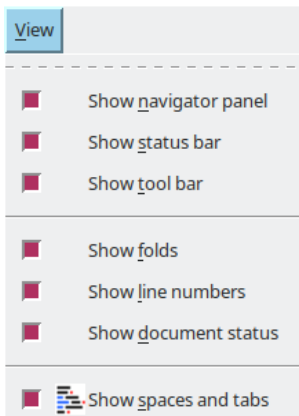 View
Show navigator panel
Show status bar
Show tool bar
Show folds
Show line numbers
Show document status
Show spaces and tabs